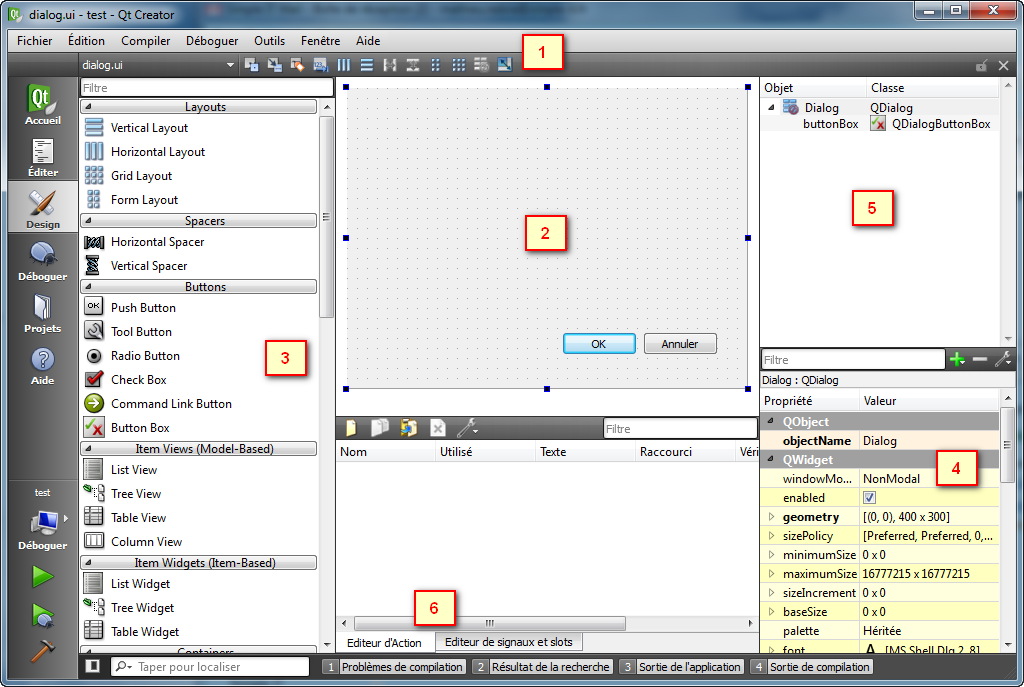 dialog.ui - test - Qt Creator
Fichier Édition Compiler Déboguer Outils Fenêtre Aide
dialog.ui
1
Qt
Accueil
Éditer
Design
Déboguer
Projets
Aide
test
Déboguer
Filtre
Layouts
Vertical Layout
Horizontal Layout
Grid Layout
Form Layout
Spacers
Horizontal Spacer
Vertical Spacer
Buttons
OK Push Button
Tool Button
Radio Button
3
Check Box
Command Link Button
Button Box
Item Views (Model-Based)
List View
Tree View
Table View
Column View
Item Widgets (Item-Based)
List Widget
Tree Widget
Table Widget
Containers
2
OK Annuler
Filtre
Nom Utilisé Texte Raccourci Véri
6
Editeur d'Action Editeur de signaux et slots
Objet Classe
Dialog QDialog
buttonBox QDialogButtonBox
5
Filtre
Dialog : QDialog
Propriété Valeur
QObject
objectName Dialog
QWidget
4
windowMo... NonModal
enabled
geometry [(0, 0), 400 x 300]
sizePolicy [Preferred, Preferred, 0,...
minimumSize 0 x 0
maximumSize 16777215 x 16777215
sizeIncrement 0 x 0
baseSize 0 x 0
palette Héritée
font A [MS Shell Dlg 2, 8]
Taper pour localiser
1 Problèmes de compilation 2 Résultat de la recherche 3 Sortie de l'application 4 Sortie de compilation